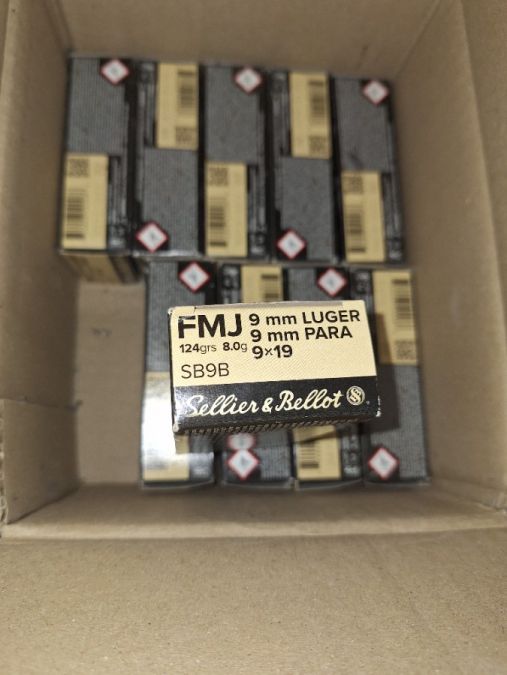 FMJ 9 mm LUGER
9 mm PARA
124grs 8.0g 9×19
SB9B
Sellier & Bellot S&B